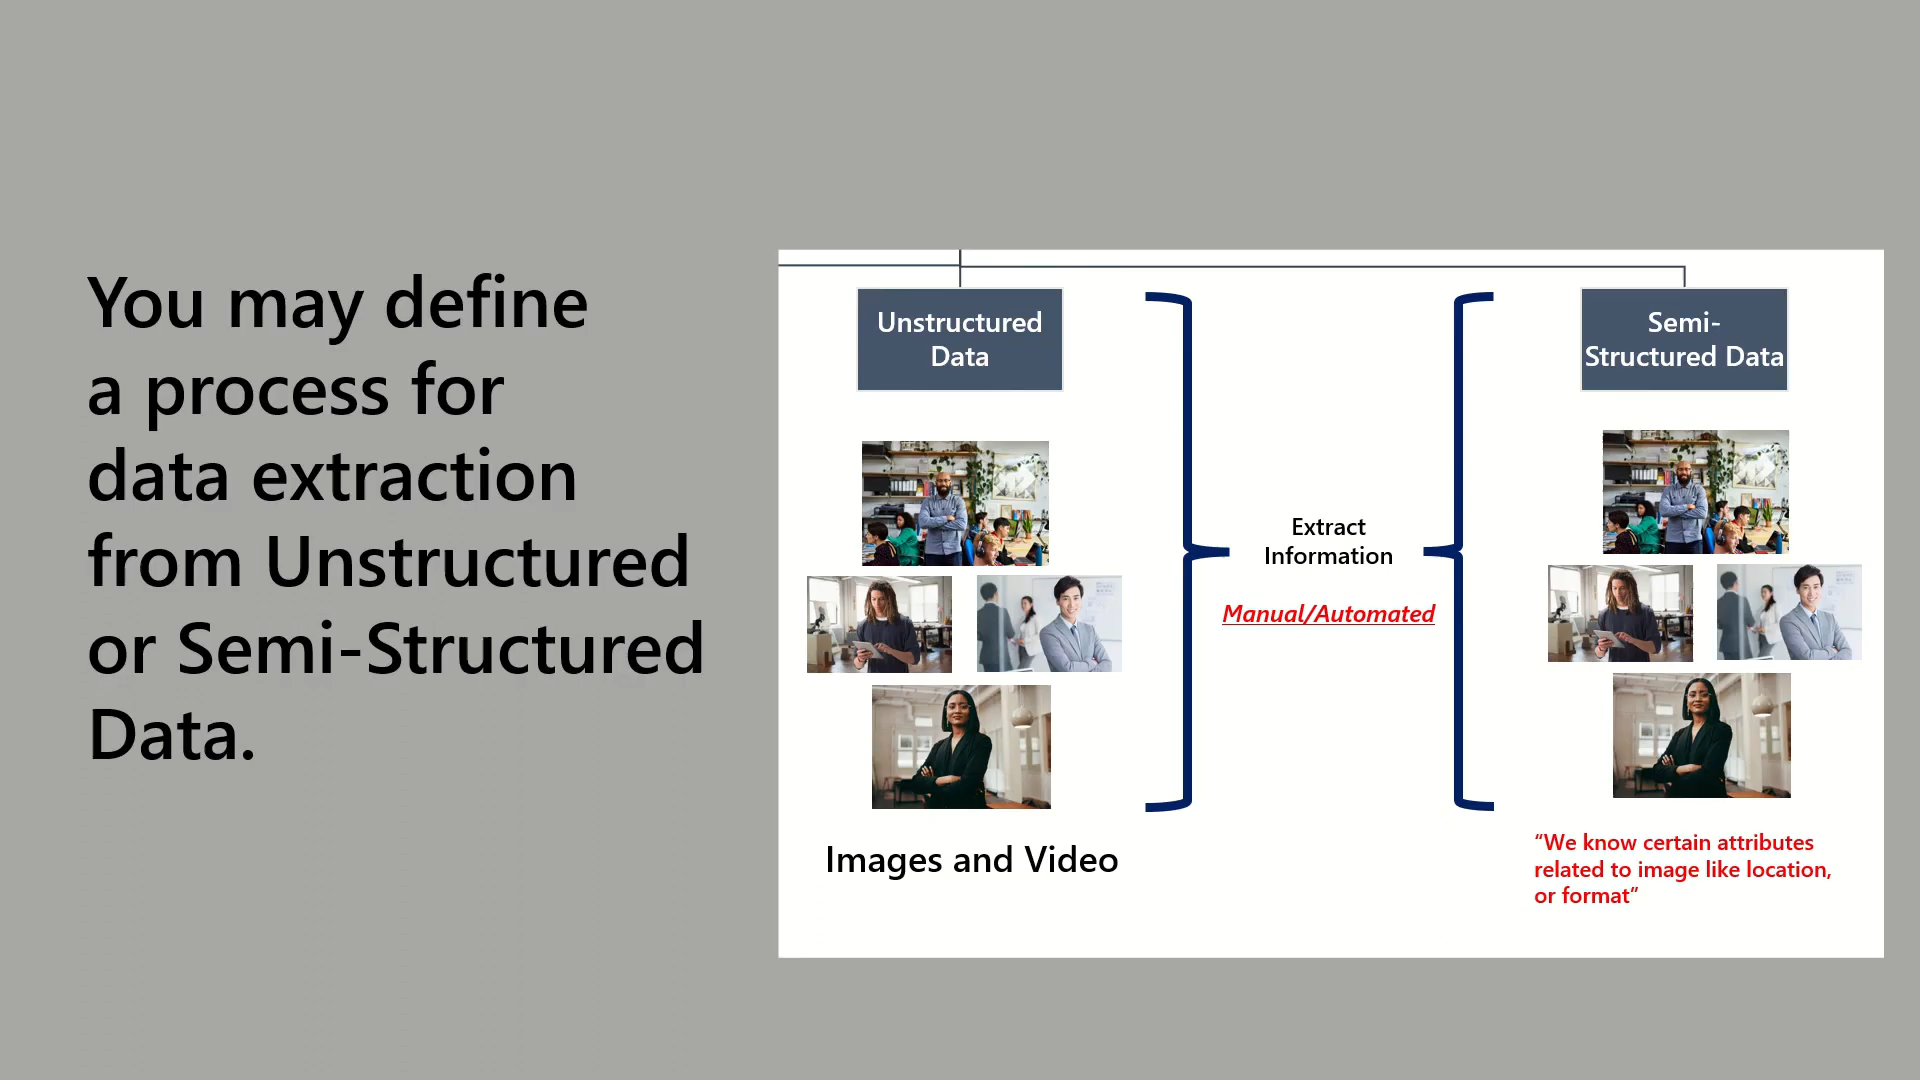 You may define
a process for
data extraction
from Unstructured
or Semi-Structured
Data.
Unstructured
Data
Images and Video
Extract
Information
Manual/Automated
Semi-
Structured Data
“We know certain attributes
related to image like location,
or format”